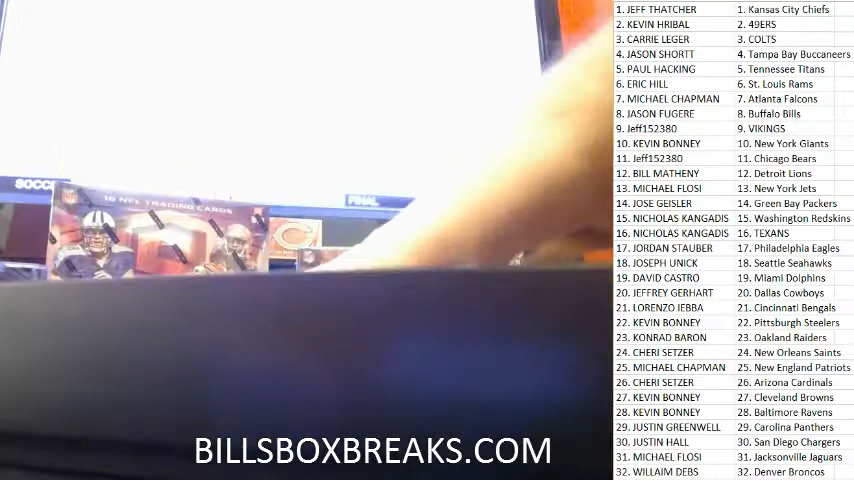 SOCCE
FINAL
16 NFL TRADING CARDS
BILLSBOXBREAKS.COM
1. JEFF THATCHER 1. Kansas City Chiefs
2. KEVIN HRIBAL 2. 49ERS
3. CARRIE LEGER 3. COLTS
4. JASON SHORTT 4. Tampa Bay Buccaneers
5. PAUL HACKING 5. Tennessee Titans
6. ERIC HILL 6. St. Louis Rams
7. MICHAEL CHAPMAN 7. Atlanta Falcons
8. JASON FUGERE 8. Buffalo Bills
9. Jeff152380 9. VIKINGS
10. KEVIN BONNEY 10. New York Giants
11. Jeff152380 11. Chicago Bears
12. BILL MATHENY 12. Detroit Lions
13. MICHAEL FLOSI 13. New York Jets
14. JOSE GEISLER 14. Green Bay Packers
15. NICHOLAS KANGADIS 15. Washington Redskins
16. NICHOLAS KANGADIS 16. TEXANS
17. JORDAN STAUBER 17. Philadelphia Eagles
18. JOSEPH UNICK 18. Seattle Seahawks
19. DAVID CASTRO 19. Miami Dolphins
20. JEFFREY GERHART 20. Dallas Cowboys
21. LORENZO IEBBA 21. Cincinnati Bengals
22. KEVIN BONNEY 22. Pittsburgh Steelers
23. KONRAD BARON 23. Oakland Raiders
24. CHERI SETZER 24. New Orleans Saints
25. MICHAEL CHAPMAN 25. New England Patriots
26. CHERI SETZER 26. Arizona Cardinals
27. KEVIN BONNEY 27. Cleveland Browns
28. KEVIN BONNEY 28. Baltimore Ravens
29. JUSTIN GREENWELL 29. Carolina Panthers
30. JUSTIN HALL 30. San Diego Chargers
31. MICHAEL FLOSI 31. Jacksonville Jaguars
32. WILLAIM DEBS 32. Denver Broncos